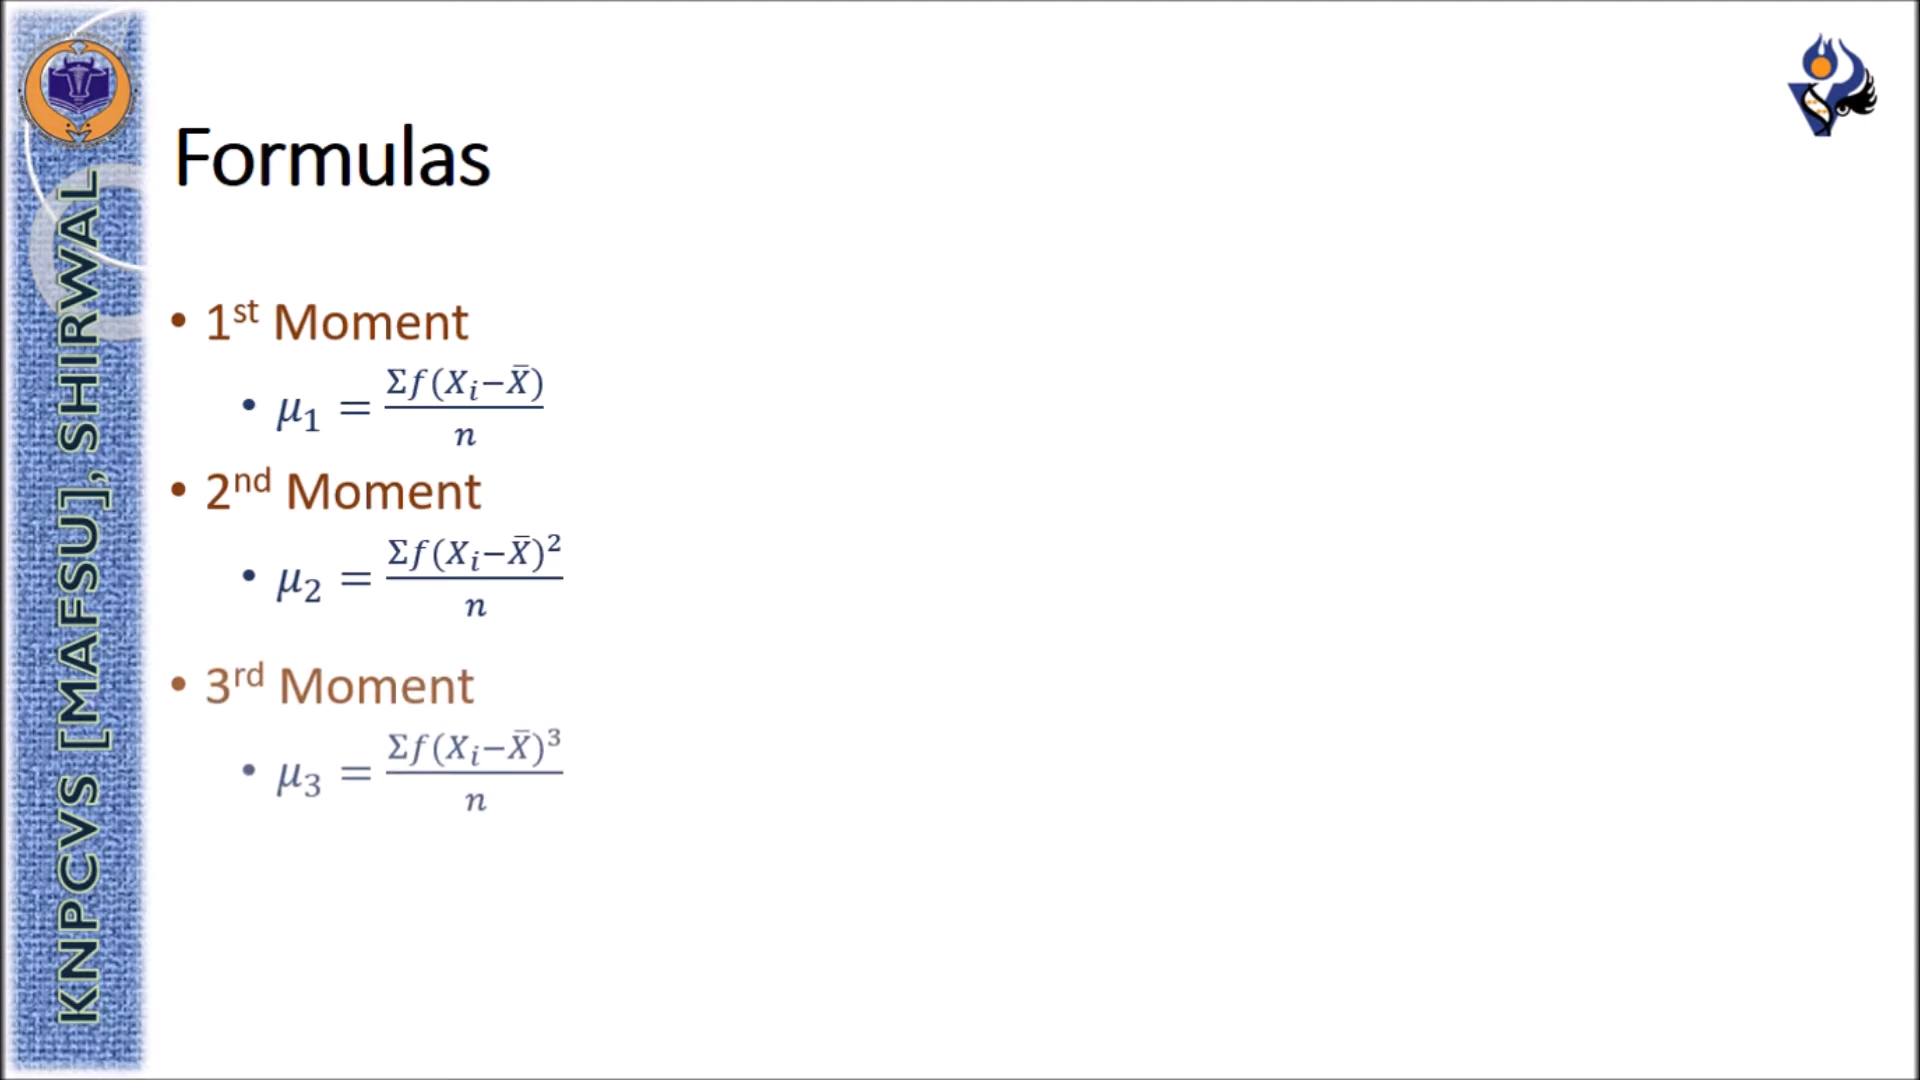 KNPCVS [MAFSU], SHIRWAL
Formulas
• 1st Moment
• μ₁ = Σf(Xᵢ−X̄) / n
• 2nd Moment
• μ₂ = Σf(Xᵢ−X̄)² / n
• 3rd Moment
• μ₃ = Σf(Xᵢ−X̄)³ / n